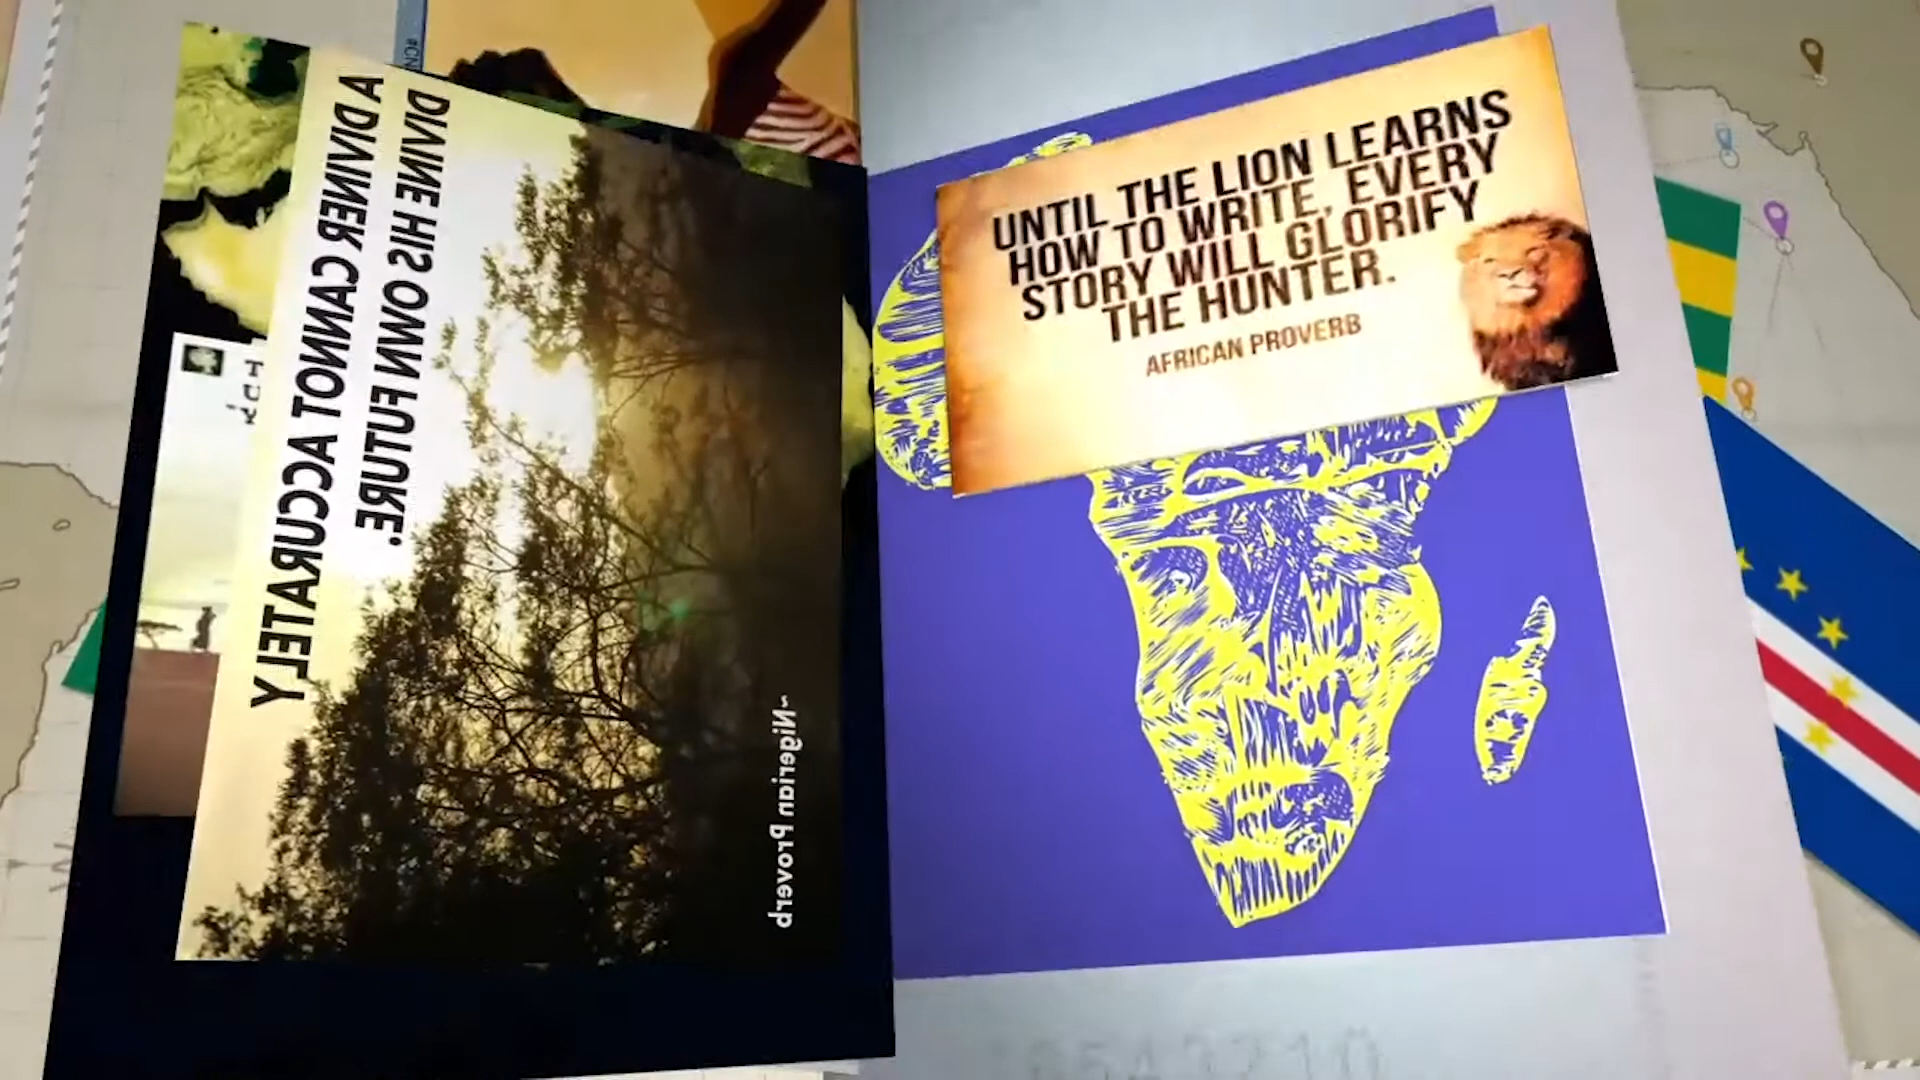 A DIVINER CANNOT ACCURATELY
DIVINE HIS OWN FUTURE.
~Nigerian proverb
UNTIL THE LION LEARNS
HOW TO WRITE, EVERY
STORY WILL GLORIFY
THE HUNTER.
AFRICAN PROVERB